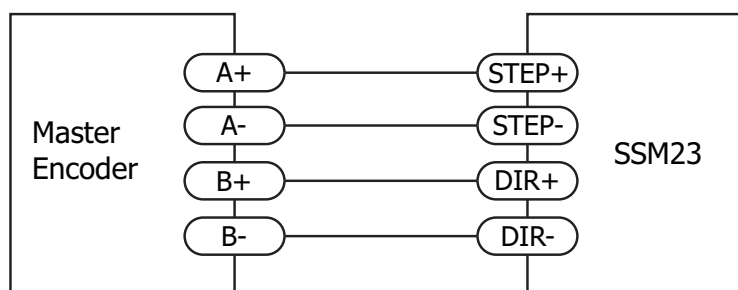 A+ STEP+
A- STEP-
Master
Encoder
SSM23
B+ DIR+
B- DIR-